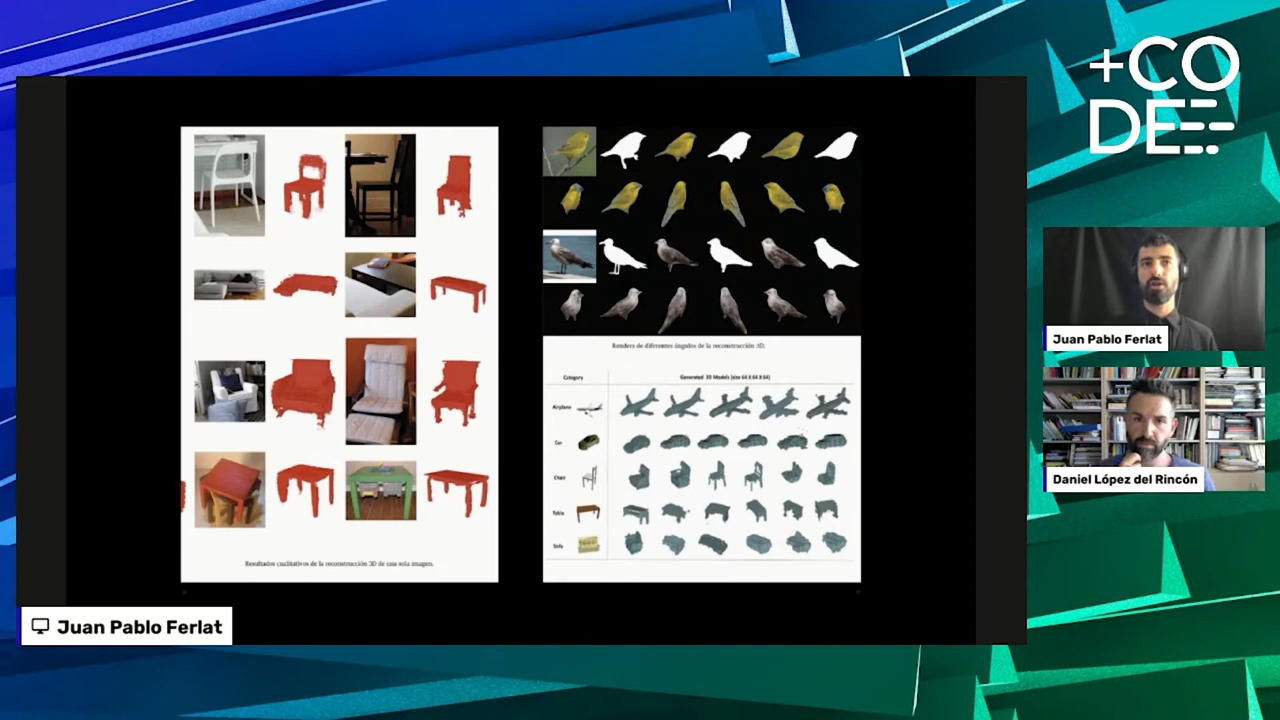 +CO
DE
Juan Pablo Ferlat
Daniel López del Rincón
Resultados cualitativos de la reconstrucción 3D de una sola imagen.
Renders de diferentes ángulos de la reconstrucción 3D.
Category Generated 3D Models (size 64 X 64 X 64)
Airplane
Car
Chair
Table
Sofa
Juan Pablo Ferlat